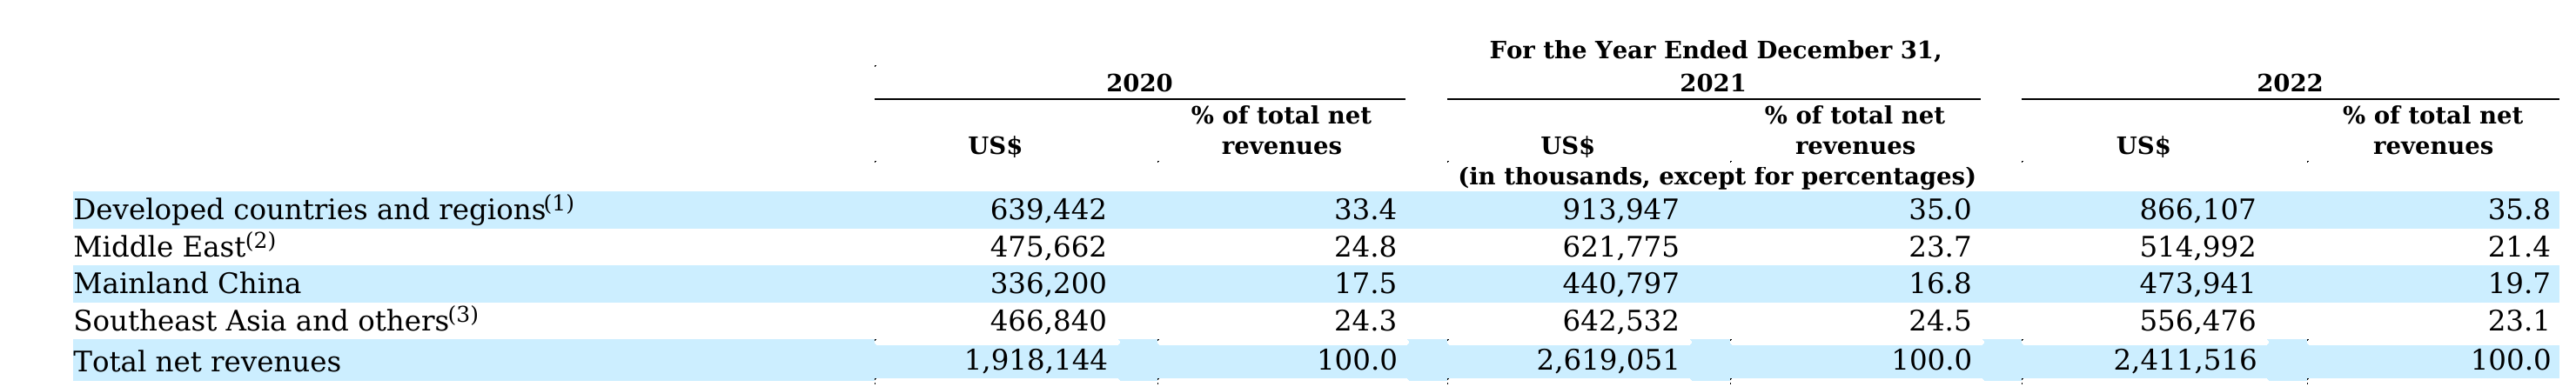 For the Year Ended December 31,
2020 2021 2022
US$ % of total net revenues US$ % of total net revenues US$ % of total net revenues
(in thousands, except for percentages)
Developed countries and regions(1) 639,442 33.4 913,947 35.0 866,107 35.8
Middle East(2) 475,662 24.8 621,775 23.7 514,992 21.4
Mainland China 336,200 17.5 440,797 16.8 473,941 19.7
Southeast Asia and others(3) 466,840 24.3 642,532 24.5 556,476 23.1
Total net revenues 1,918,144 100.0 2,619,051 100.0 2,411,516 100.0